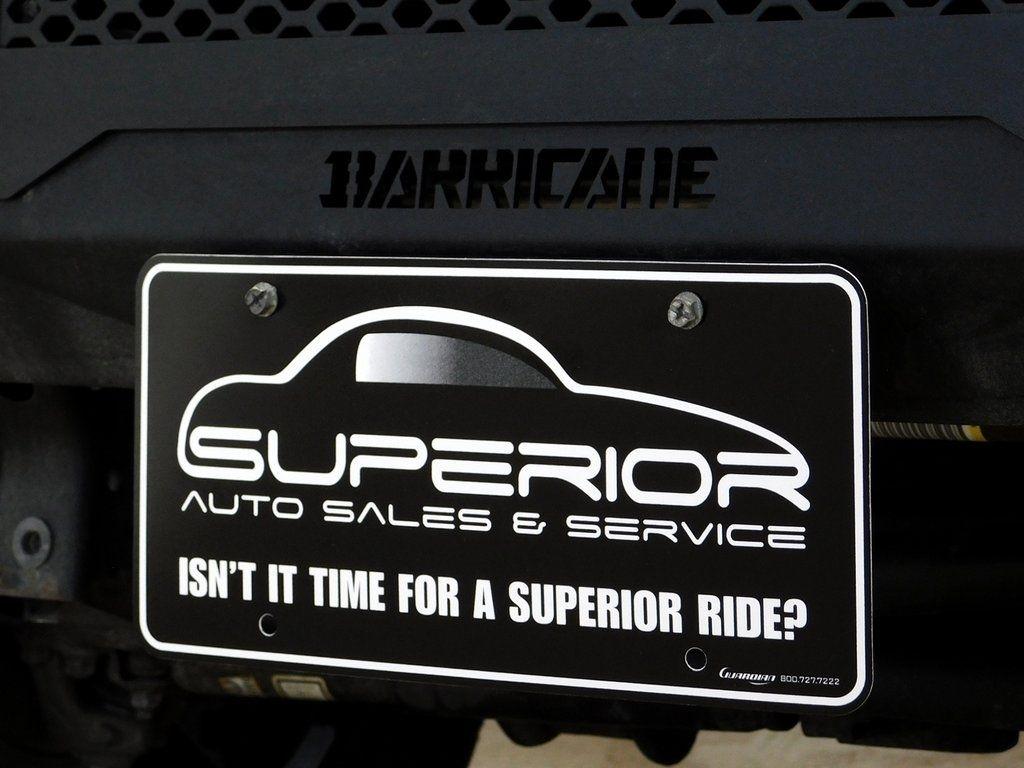 BARRICADE
SUPERIOR
AUTO SALES & SERVICE
ISN'T IT TIME FOR A SUPERIOR RIDE?
GUARDIAN 800.727.7222